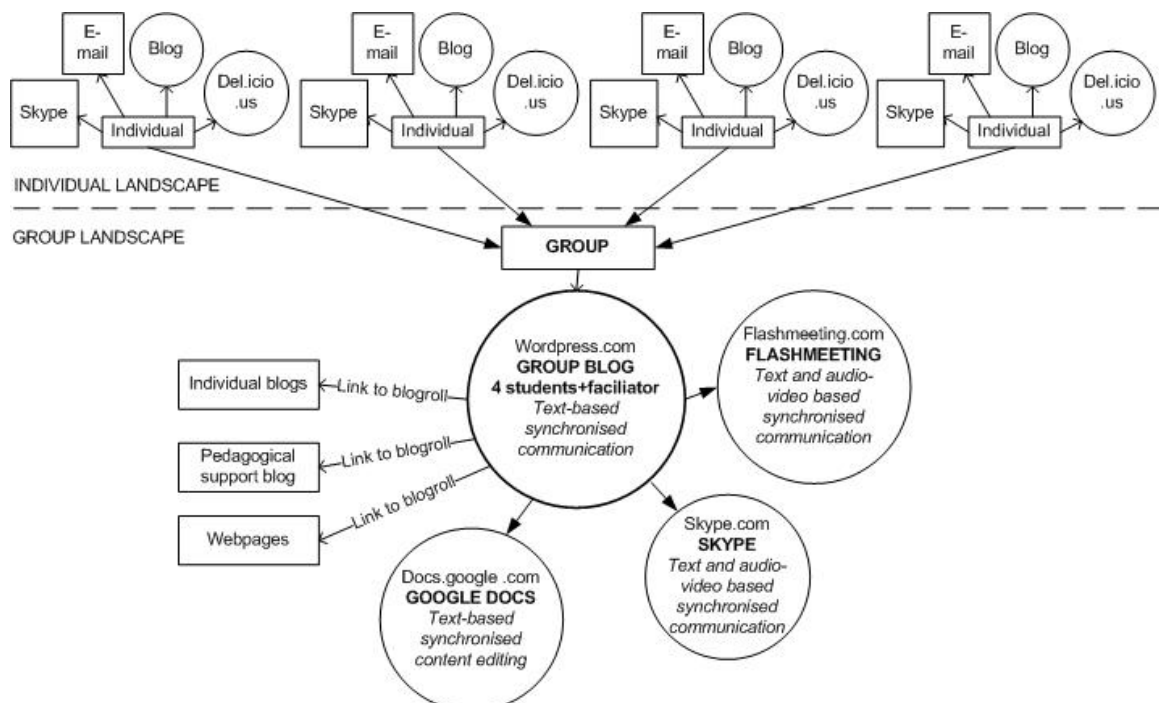 E-
mail
Blog
Del.icio
.us
Skype
Individual
E-
mail
Blog
Del.icio
.us
Skype
Individual
E-
mail
Blog
Del.icio
.us
Skype
Individual
E-
mail
Blog
Del.icio
.us
Skype
Individual
INDIVIDUAL LANDSCAPE
GROUP LANDSCAPE
GROUP
Wordpress.com
GROUP BLOG
4 students+faciliator
Text-based
synchronised
communication
Flashmeeting.com
FLASHMEETING
Text and audio-
video based
synchronised
communication
Individual blogs
Link to blogroll
Pedagogical
support blog
Link to blogroll
Webpages
Link to blogroll
Skype.com
SKYPE
Text and audio-
video based
synchronised
communication
Docs.google .com
GOOGLE DOCS
Text-based
synchronised
content editing